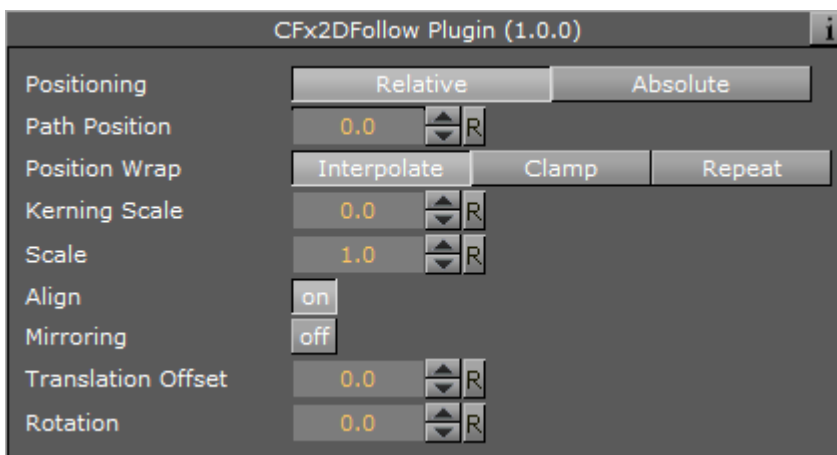 CFx2DFollow Plugin (1.0.0) i
Positioning Relative Absolute
Path Position 0.0 R
Position Wrap Interpolate Clamp Repeat
Kerning Scale 0.0 R
Scale 1.0 R
Align on
Mirroring off
Translation Offset 0.0 R
Rotation 0.0 R